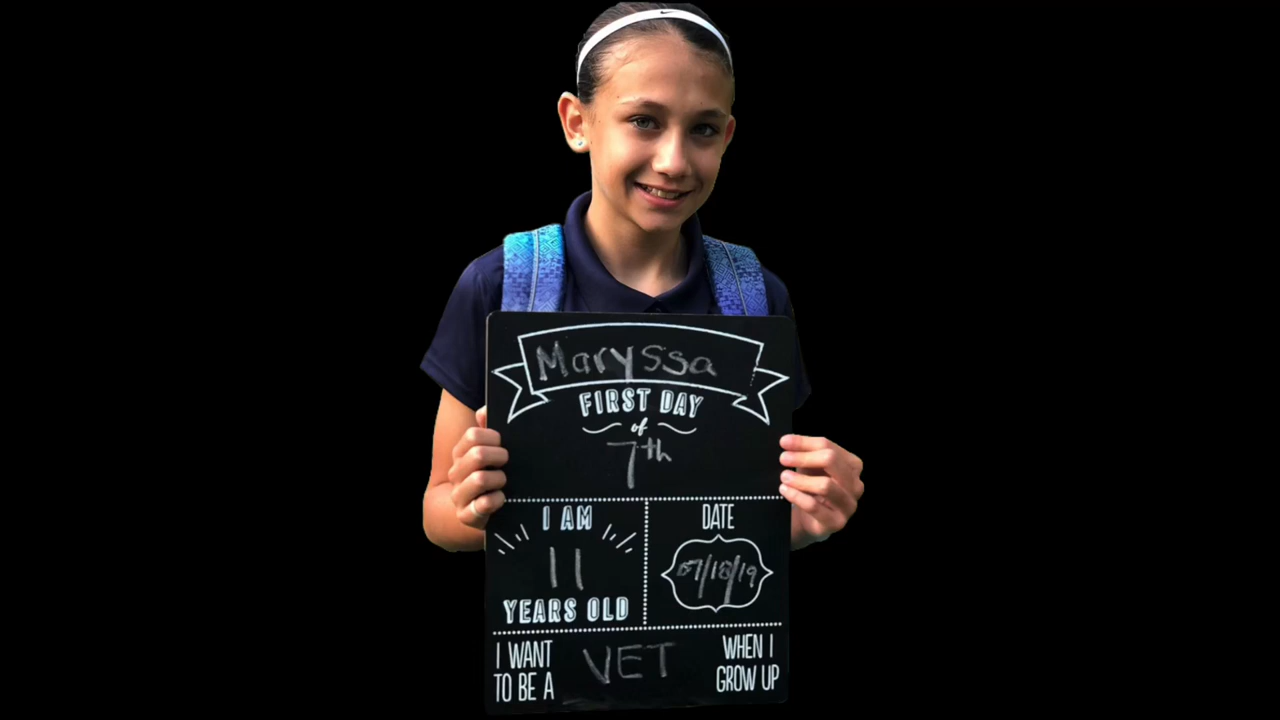 Maryssa
FIRST DAY
of
7th
I AM
11
YEARS OLD
DATE
07/18/19
I WANT
TO BE A
VET
WHEN I
GROW UP